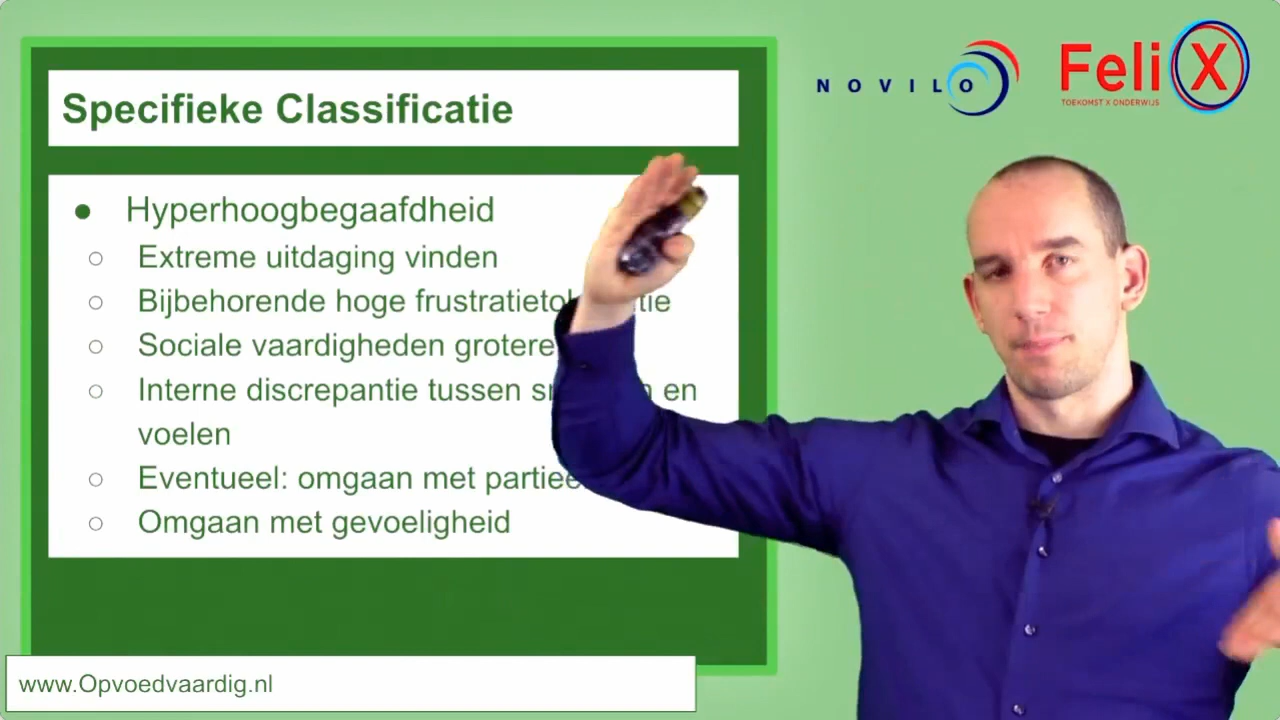 NOVILO
FeliX
TOEKOMST X ONDERWIJS
Specifieke Classificatie
Hyperhoogbegaafdheid
Extreme uitdaging vinden
Bijbehorende hoge
Sociale vaardigheden grotere
Interne discrepantie tussen en
voelen
Eventueel: omgaan met
Omgaan met gevoeligheid
www.Opvoedvaardig.nl